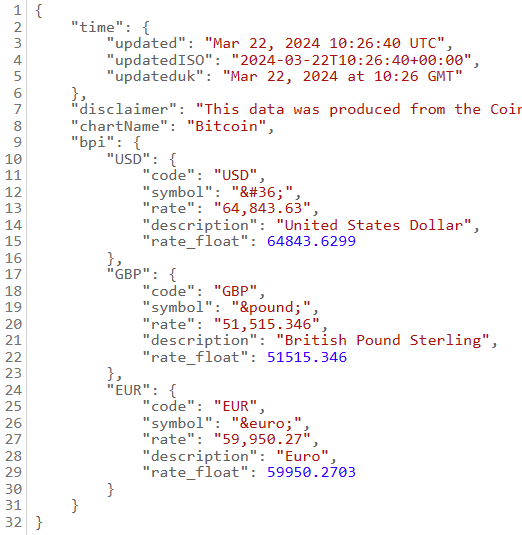 1 {
2     "time": {
3         "updated": "Mar 22, 2024 10:26:40 UTC",
4         "updatedISO": "2024-03-22T10:26:40+00:00",
5         "updateduk": "Mar 22, 2024 at 10:26 GMT"
6     },
7     "disclaimer": "This data was produced from the Coin
8     "chartName": "Bitcoin",
9     "bpi": {
10         "USD": {
11             "code": "USD",
12             "symbol": "&#36;",
13             "rate": "64,843.63",
14             "description": "United States Dollar",
15             "rate_float": 64843.6299
16         },
17         "GBP": {
18             "code": "GBP",
19             "symbol": "&pound;",
20             "rate": "51,515.346",
21             "description": "British Pound Sterling",
22             "rate_float": 51515.346
23         },
24         "EUR": {
25             "code": "EUR",
26             "symbol": "&euro;",
27             "rate": "59,950.27",
28             "description": "Euro",
29             "rate_float": 59950.2703
30         }
31     }
32 }